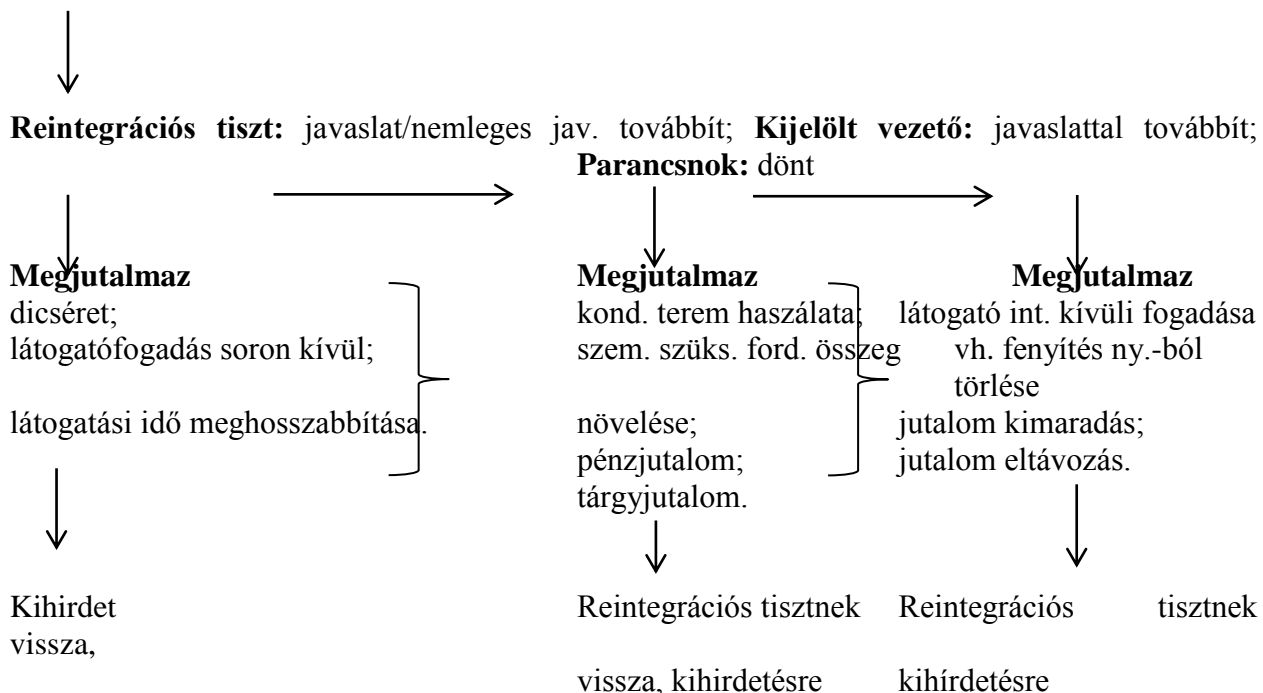 Reintegrációs tiszt: javaslat/nemleges jav. továbbít; Kijelölt vezető: javaslattal továbbít;
Parancsnok: dönt
Megjutalmaz Megjutalmaz Megjutalmaz
dicséret; kond. terem haszálata; látogató int. kívüli fogadása
látogatófogadás soron kívül; szem. szüks. ford. összeg vh. fenyítés ny.-ból
törlése
látogatási idő meghosszabbítása. növelése; jutalom kimaradás;
pénzjutalom; jutalom eltávozás.
tárgyjutalom.
Kihirdet Reintegrációs tisztnek Reintegrációs tisztnek
vissza,
vissza, kihirdetésre kihírdetésre